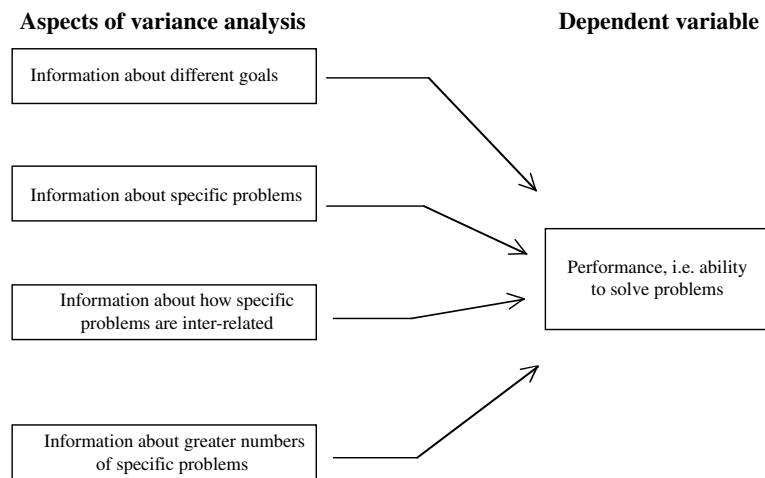 Aspects of variance analysis
Dependent variable
Information about different goals
Information about specific problems
Information about how specific
problems are inter-related
Information about greater numbers
of specific problems
Performance, i.e. ability
to solve problems